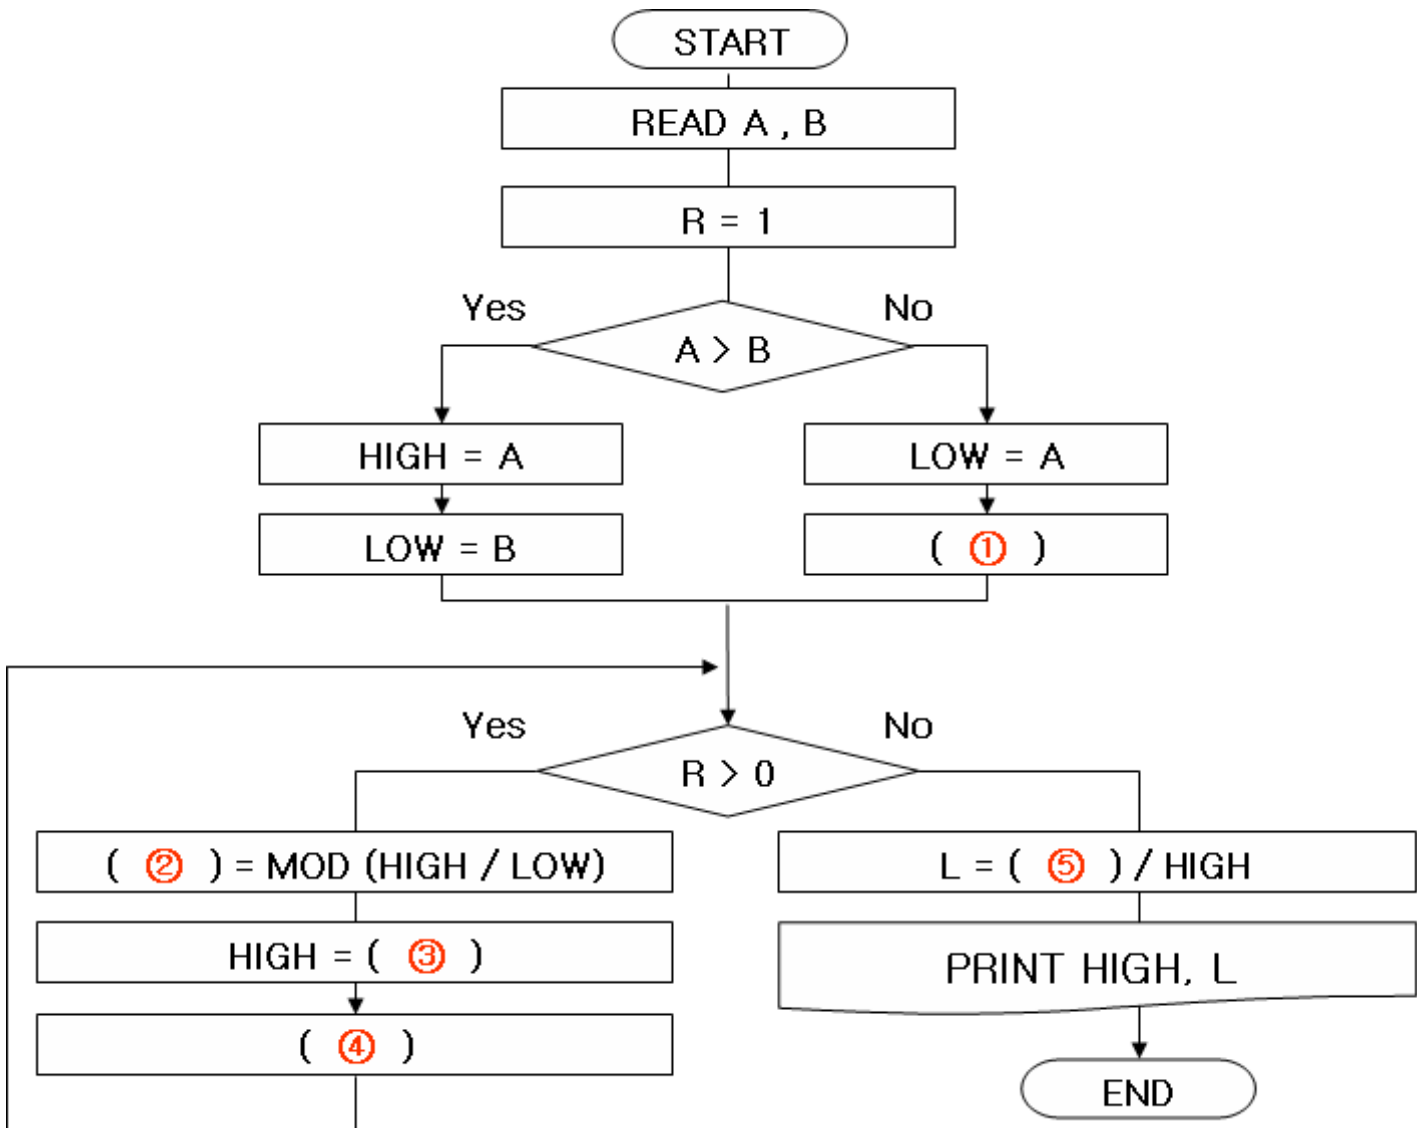 START
READ A , B
R = 1
Yes
No
A > B
HIGH = A
LOW = A
LOW = B
( ① )
Yes
No
R > 0
( ② ) = MOD (HIGH / LOW)
L = ( ⑤ ) / HIGH
HIGH = ( ③ )
PRINT HIGH, L
( ④ )
END